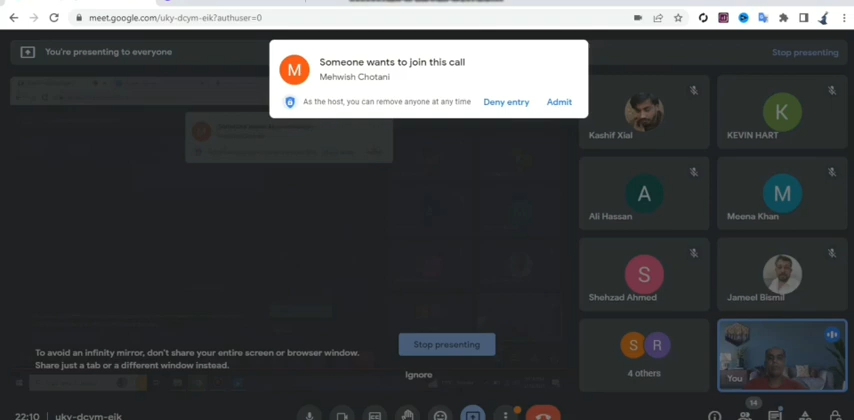 meet.google.com/uky-dcym-eik?authuser=0
You're presenting to everyone
Stop presenting
M
Someone wants to join this call
Mehwish Chotani
As the host, you can remove anyone at any time
Deny entry
Admit
Kashif Xial
K
KEVIN HART
A
Ali Hassan
M
Meena Khan
S
Shehzad Ahmed
Jameel Bismil
S
R
4 others
You
Stop presenting
To avoid an infinity mirror, don't share your entire screen or browser window.
Share just a tab or a different window instead.
Ignore
22:10
uky-dcym-eik
14